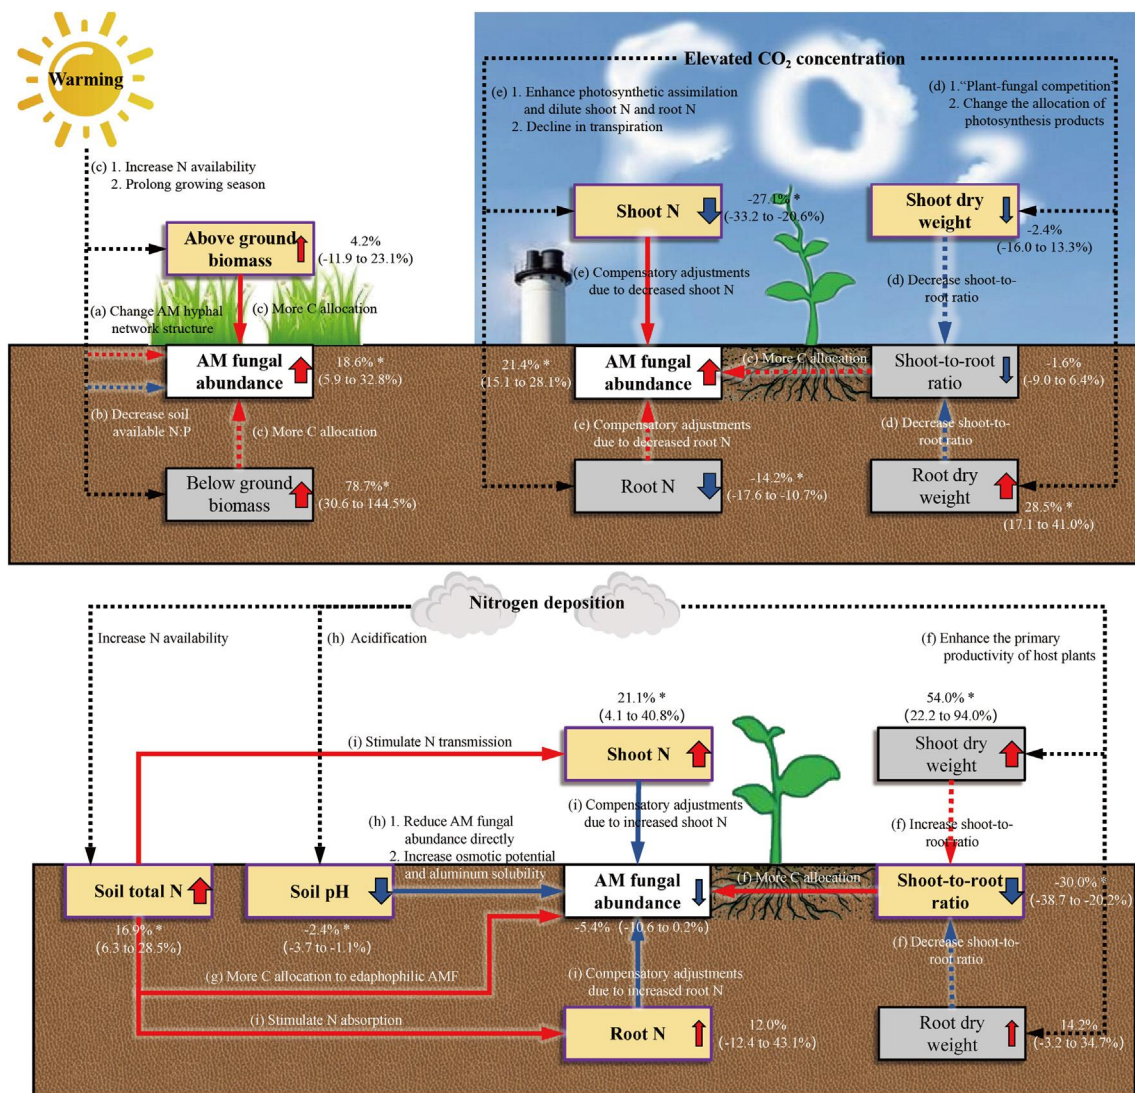 Warming
(c) 1. Increase N availability
2. Prolong growing season
Above ground
biomass
4.2%
(-11.9 to 23.1%)
(a) Change AM hyphal
network structure
(c) More C allocation
AM fungal
abundance
18.6% *
(5.9 to 32.8%)
(b) Decrease soil
available N:P
(c) More C allocation
Below ground
biomass
78.7%*
(30.6 to 144.5%)
Elevated CO₂ concentration
CO₂
(e) 1. Enhance photosynthetic assimilation
and dilute shoot N and root N
2. Decline in transpiration
(d) 1. "Plant-fungal competition"
2. Change the allocation of
photosynthesis products
Shoot N
-27.1% *
(-33.2 to -20.6%)
Shoot dry
weight
-2.4%
(-16.0 to 13.3%)
(e) Compensatory adjustments
due to decreased shoot N
(d) Decrease shoot-to-
root ratio
21.4% *
(15.1 to 28.1%)
AM fungal
abundance
(c) More C allocation
Shoot-to-root
ratio
-1.6%
(-9.0 to 6.4%)
(e) Compensatory adjustments
due to decreased root N
(d) Decrease shoot-to-
root ratio
Root N
-14.2% *
(-17.6 to -10.7%)
Root dry
weight
28.5% *
(17.1 to 41.0%)
Nitrogen deposition
Increase N availability
(h) Acidification
(f) Enhance the primary
productivity of host plants
21.1% *
(4.1 to 40.8%)
54.0% *
(22.2 to 94.0%)
(i) Stimulate N transmission
Shoot N
Shoot dry
weight
(h) 1. Reduce AM fungal
abundance directly
2. Increase osmotic potential
and aluminum solubility
(i) Compensatory adjustments
due to increased shoot N
(f) Increase shoot-to-
root ratio
Soil total N
16.9% *
(6.3 to 28.5%)
Soil pH
-2.4% *
(-3.7 to -1.1%)
AM fungal
abundance
-5.4% (-10.6 to 0.2%)
(f) More C allocation
Shoot-to-root
ratio
-30.0% *
(-38.7 to -20.2%)
(g) More C allocation to edaphophilic AMF
(i) Compensatory adjustments
due to increased root N
(f) Decrease shoot-to-
root ratio
(i) Stimulate N absorption
Root N
12.0%
(-12.4 to 43.1%)
Root dry
weight
14.2%
(-3.2 to 34.7%)